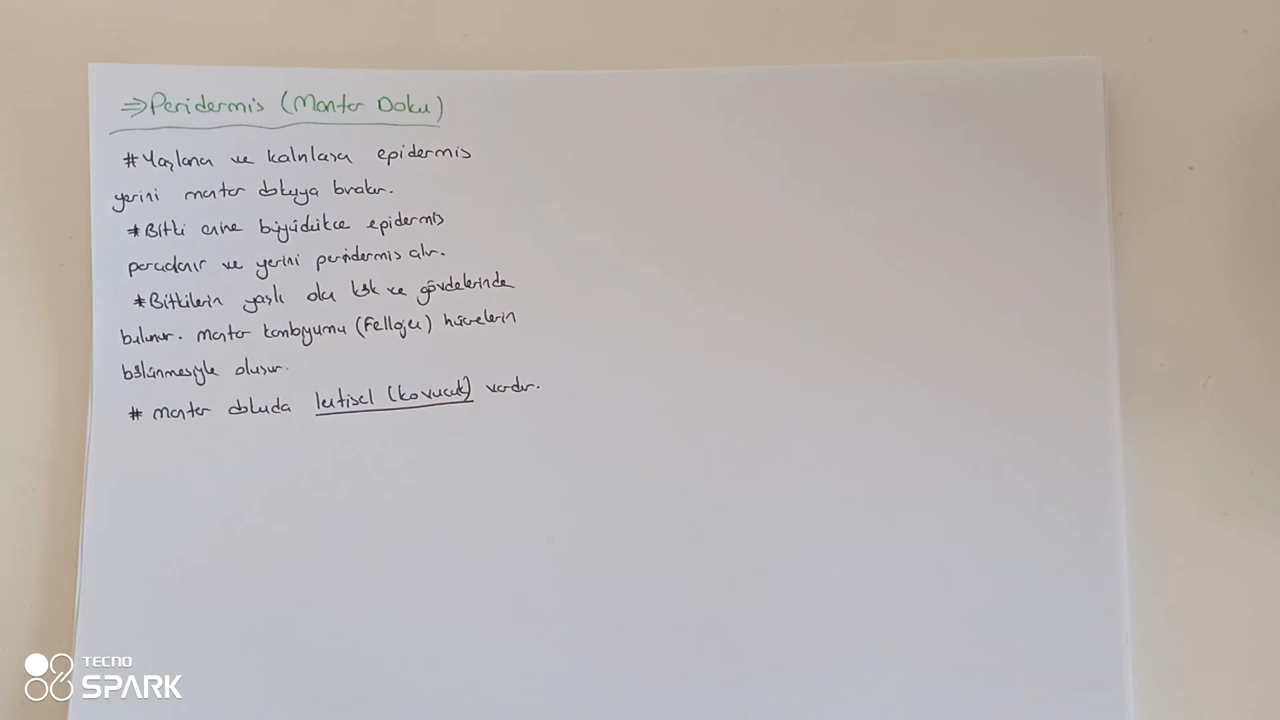 ⇒Peridermis (Mantar Doku)
# Yaşlanan ve kalınlaşan epidermis
yerini mantar dokuya bırakır.
* Bitki enine büyüdükçe epidermis
parçalanır ve yerini peridermis alır.
* Bitkilerin yaşlı olan kök ve gövdelerinde
bulunur. Mantar kambiyumu (Fellojen) hücrelerin
bölünmesiyle oluşur.
# Mantar dokuda lentisel (kovucuk) vardır.
TECNO
SPARK